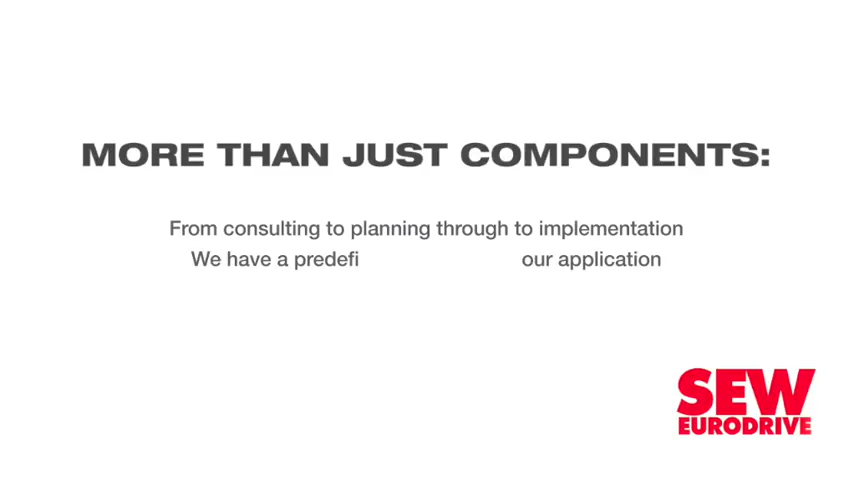 MORE THAN JUST COMPONENTS:
From consulting to planning through to implementation
We have a predefi our application
SEW
EURODRIVE